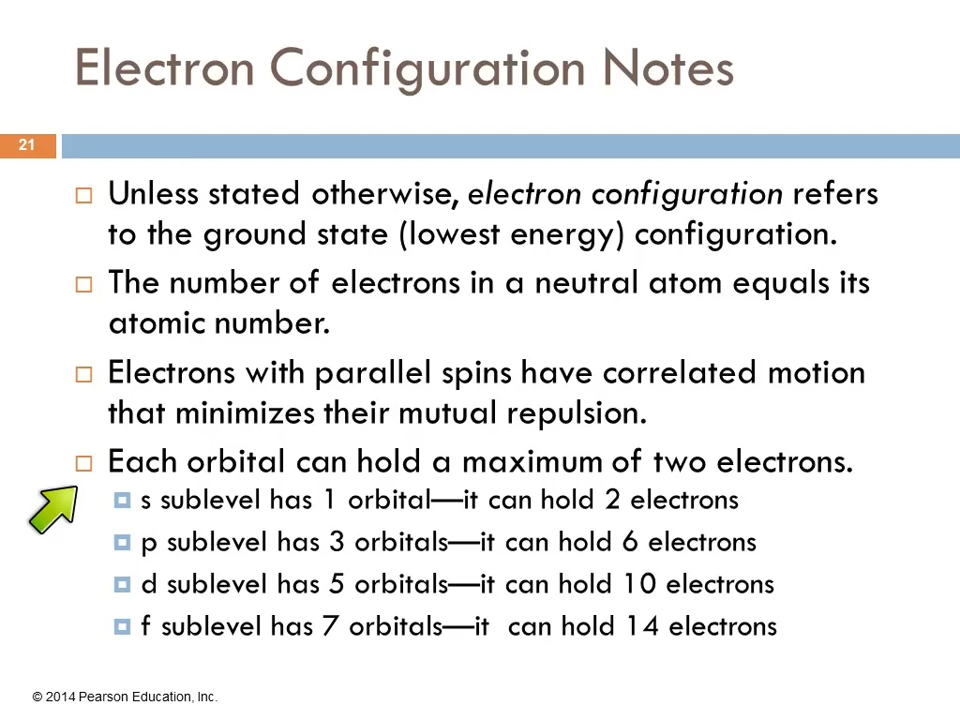 Electron Configuration Notes
21
Unless stated otherwise, electron configuration refers
to the ground state (lowest energy) configuration.
The number of electrons in a neutral atom equals its
atomic number.
Electrons with parallel spins have correlated motion
that minimizes their mutual repulsion.
Each orbital can hold a maximum of two electrons.
s sublevel has 1 orbital—it can hold 2 electrons
p sublevel has 3 orbitals—it can hold 6 electrons
d sublevel has 5 orbitals—it can hold 10 electrons
f sublevel has 7 orbitals—it can hold 14 electrons
© 2014 Pearson Education, Inc.